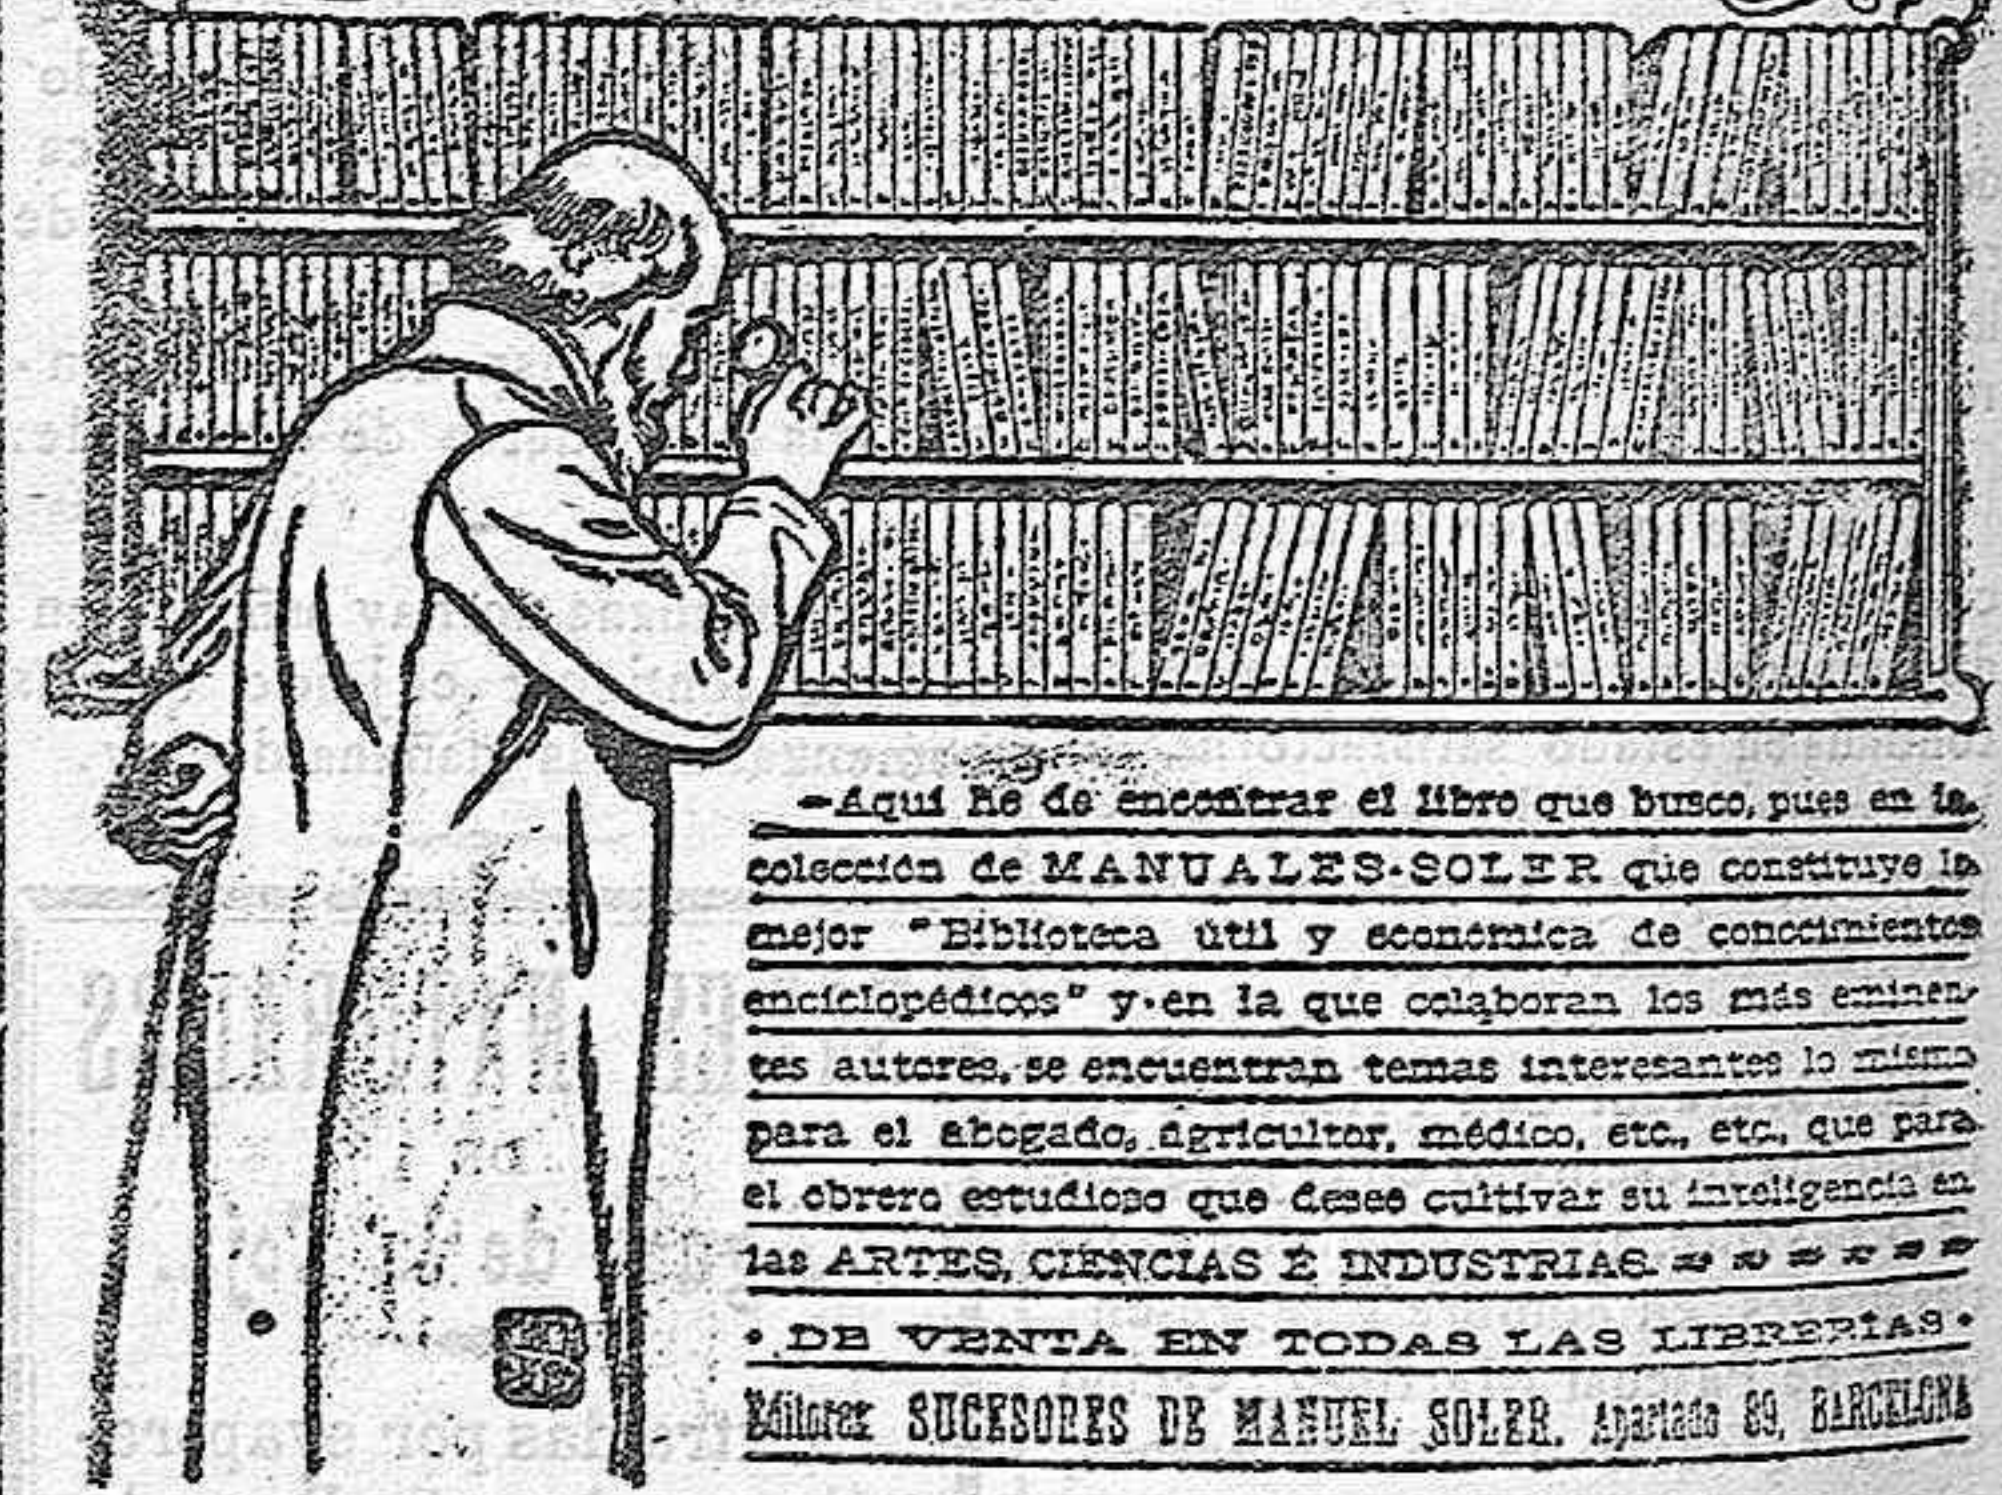 —Aquí he de encontrar el libro que busco, pues en la
colección de MANUALES-SOLER que constituye la
mejor "Biblioteca útil y económica de conocimientos
enciclopédicos" y en la que colaboran los más eminen-
tes autores, se encuentran temas interesantes lo mismo
para el abogado, agricultor, médico, etc., etc., que para
el obrero estudioso que desee cultivar su inteligencia en
las ARTES, CIENCIAS É INDUSTRIAS.
• DE VENTA EN TODAS LAS LIBRERÍAS •
Editores SUCESORES DE MANUEL SOLER. Apartado 89, BARCELONA